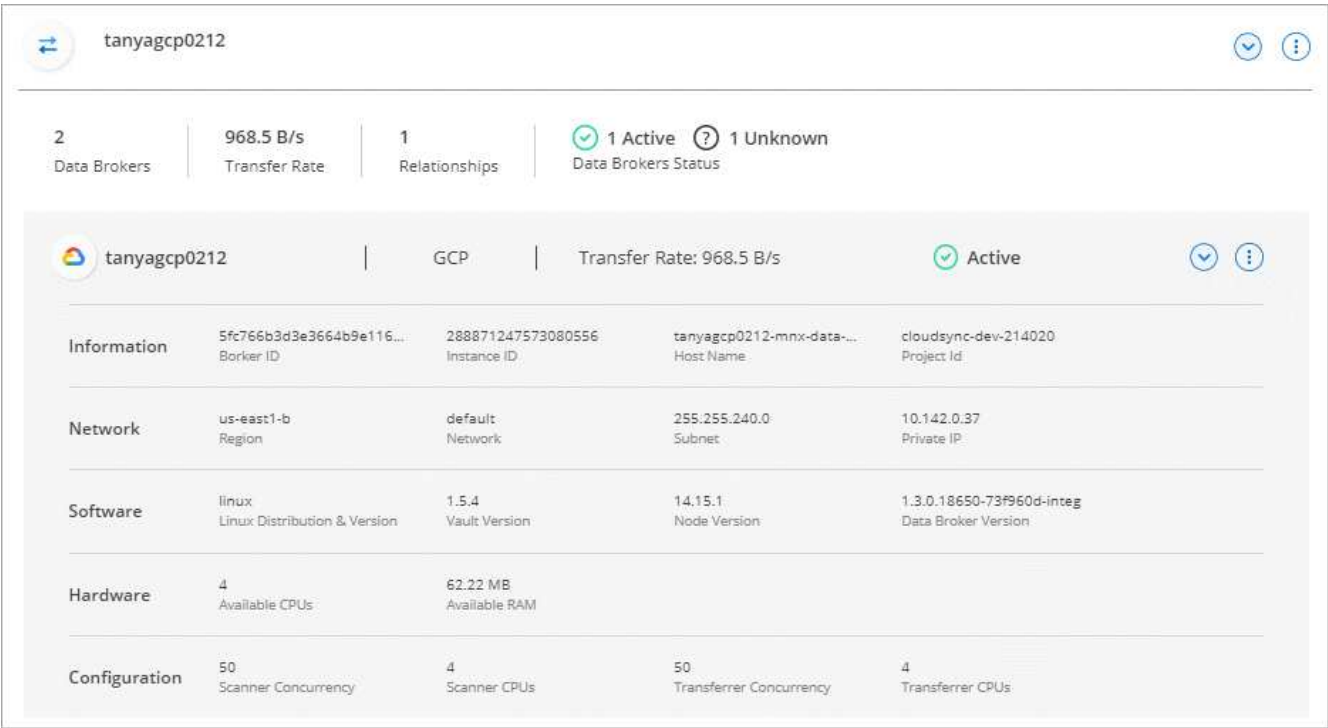 tanyagcp0212
2 968.5 B/s 1 1 Active ? 1 Unknown
Data Brokers Transfer Rate Relationships Data Brokers Status
tanyagcp0212 | GCP | Transfer Rate: 968.5 B/s Active
Information 5fc766b3d3e3664b9e116... 288871247573080556 tanyagcp0212-mnx-data-... cloudsync-dev-214020
Borker ID Instance ID Host Name Project Id
Network us-east1-b default 255.255.240.0 10.142.0.37
Region Network Subnet Private IP
Software linux 1.5.4 14.15.1 1.3.0.18650-73f960d-integ
Linux Distribution & Version Vault Version Node Version Data Broker Version
Hardware 4 62.22 MB
Available CPUs Available RAM
Configuration 50 4 50 4
Scanner Concurrency Scanner CPUs Transferrer Concurrency Transferrer CPUs